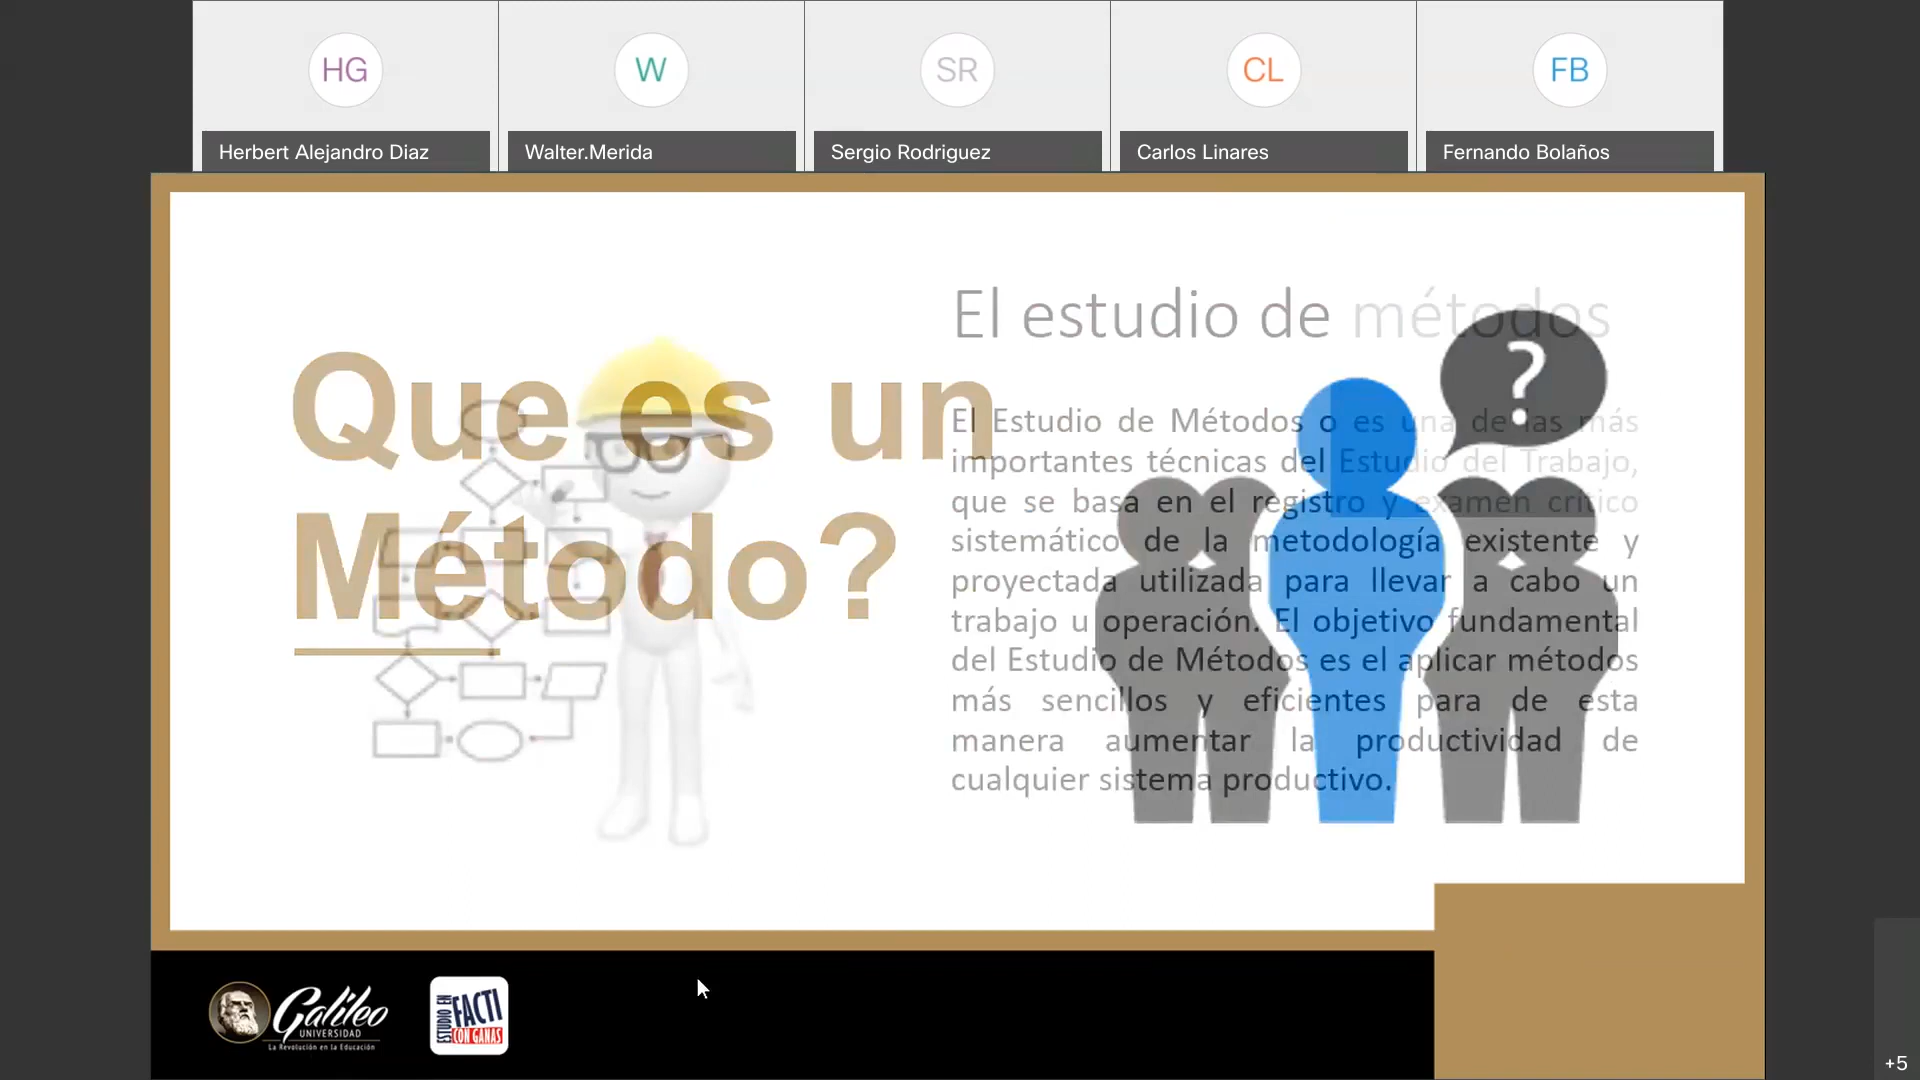 HG
W
SR
CL
FB
Herbert Alejandro Diaz
Walter.Merida
Sergio Rodriguez
Carlos Linares
Fernando Bolaños
Que es un
Método?
El estudio de métodos
?
El Estudio de Métodos o es una de las más
importantes técnicas del Estudio del Trabajo,
que se basa en el registro y examen crítico
sistemático de la metodología existente y
proyectada utilizada para llevar a cabo un
trabajo u operación. El objetivo fundamental
del Estudio de Métodos es el aplicar métodos
más sencillos y eficientes para de esta
manera aumentar la productividad de
cualquier sistema productivo.
Galileo
UNIVERSIDAD
La Revolución en la Educación
ESTUDIO EN
FACTI
CON GANAS
+5